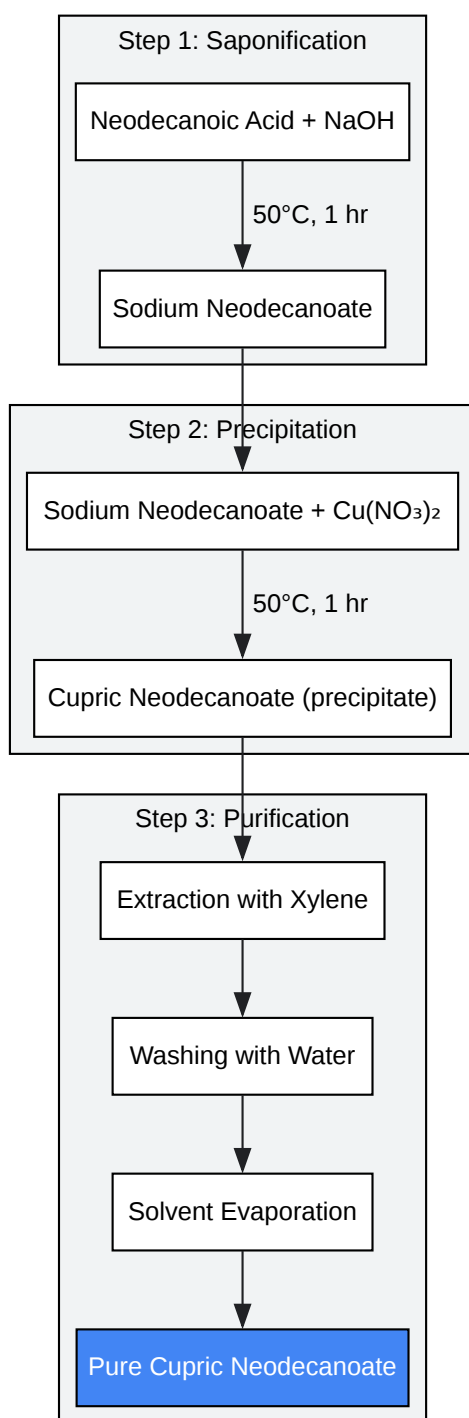 Step 1: Saponification
Neodecanoic Acid + NaOH
50°C, 1 hr
Sodium Neodecanoate
Step 2: Precipitation
Sodium Neodecanoate + Cu(NO₃)₂
50°C, 1 hr
Cupric Neodecanoate (precipitate)
Step 3: Purification
Extraction with Xylene
Washing with Water
Solvent Evaporation
Pure Cupric Neodecanoate